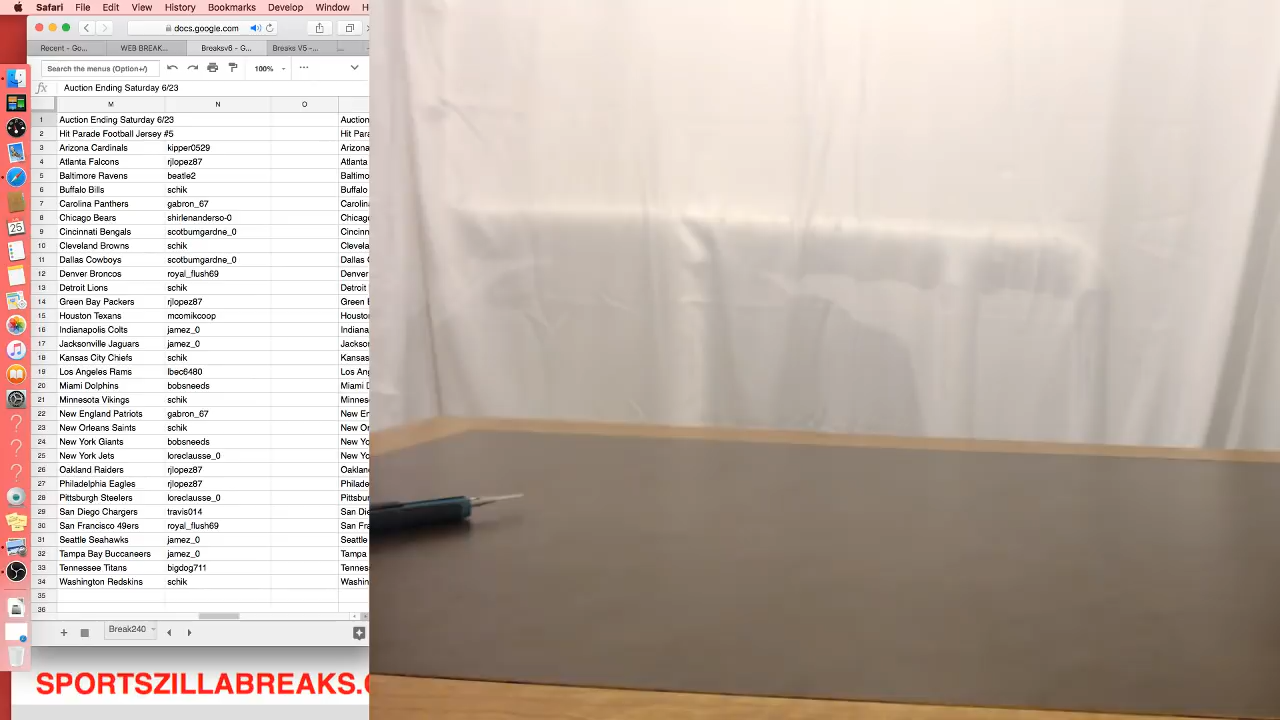 Safari File Edit View History Bookmarks Develop Window
docs.google.com
Recent - Go... WEB BREAK... Breaksv6 - G... Breaks V5 -...
Search the menus (Option+/) 100%
fx Auction Ending Saturday 6/23
M N O
1 Auction Ending Saturday 6/23 Auction
2 Hit Parade Football Jersey #5 Hit Para
3 Arizona Cardinals kipper0529 Arizona
4 Atlanta Falcons rjlopez87 Atlanta
5 Baltimore Ravens beatle2 Baltimo
6 Buffalo Bills schik Buffalo
7 Carolina Panthers gabron_67 Carolin
8 Chicago Bears shirlenanderso-0 Chicago
9 Cincinnati Bengals scotbumgardne_0 Cincinn
10 Cleveland Browns schik Clevela
11 Dallas Cowboys scotbumgardne_0 Dallas C
12 Denver Broncos royal_flush69 Denver
13 Detroit Lions schik Detroit
14 Green Bay Packers rjlopez87 Green B
15 Houston Texans mcomikcoop Housto
16 Indianapolis Colts jamez_0 Indiana
17 Jacksonville Jaguars jamez_0 Jackson
18 Kansas City Chiefs schik Kansas
19 Los Angeles Rams lbec6480 Los Ang
20 Miami Dolphins bobsneeds Miami D
21 Minnesota Vikings schik Minnes
22 New England Patriots gabron_67 New En
23 New Orleans Saints schik New Orl
24 New York Giants bobsneeds New Yo
25 New York Jets loreclausse_0 New Yo
26 Oakland Raiders rjlopez87 Oakland
27 Philadelphia Eagles rjlopez87 Philade
28 Pittsburgh Steelers loreclausse_0 Pittsbur
29 San Diego Chargers travis014 San Die
30 San Francisco 49ers royal_flush69 San Fra
31 Seattle Seahawks jamez_0 Seattle
32 Tampa Bay Buccaneers jamez_0 Tampa
33 Tennessee Titans bigdog711 Tennes
34 Washington Redskins schik Washin
35
36
25
Break240
SPORTSZILLABREAKS.